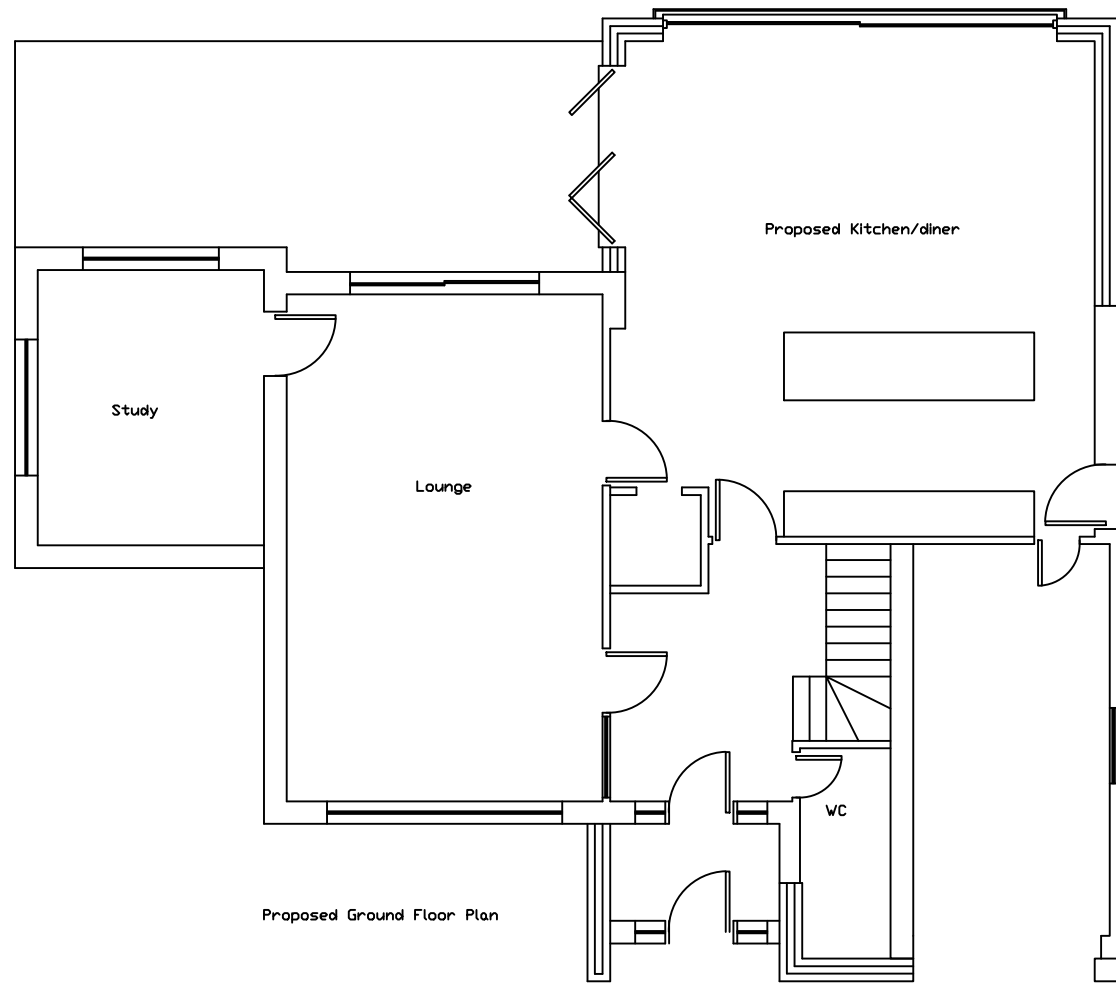 Proposed Kitchen/diner
Study
Lounge
WC
Proposed Ground Floor Plan